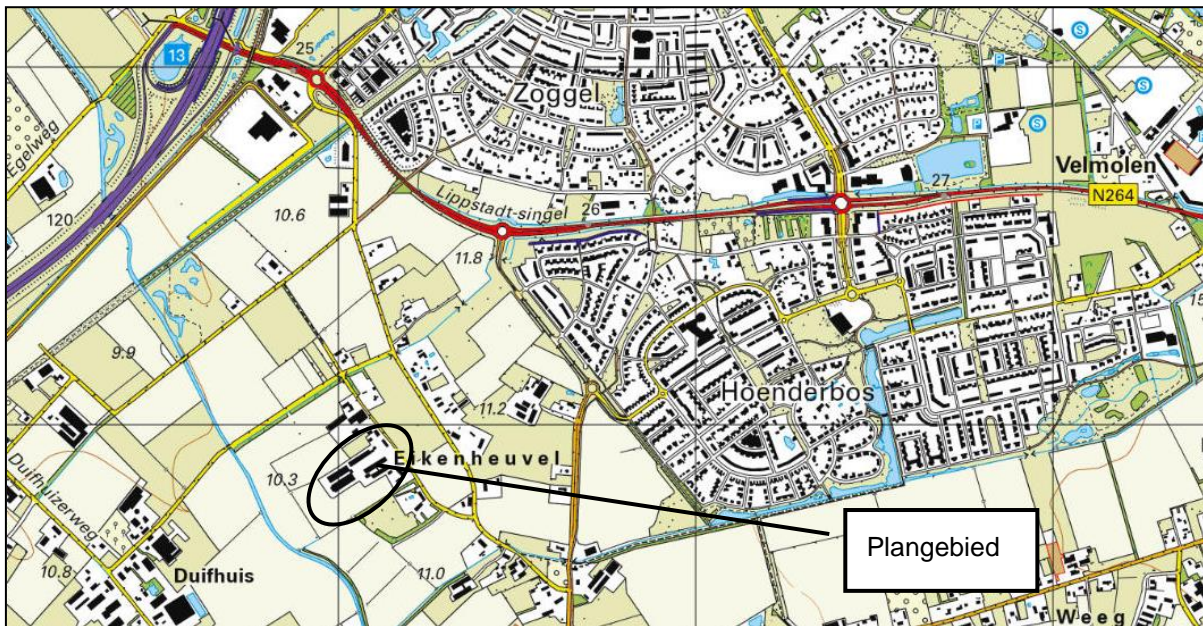 25
13
S
P
Zoggel
S
P
S
Egelweg
Velmolen
27
N264
Lippstadt-singel
26
120
10.6
11.8
9.9
Hoenderbos
11.2
Eikenheuvel
10.3
Duifhuizerweg
Plangebied
10.8
Duifhuis
11.0
Weeg